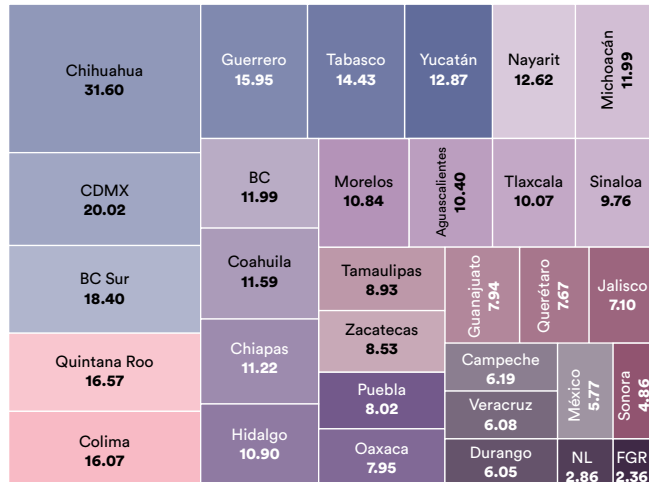 Chihuahua
31.60
CDMX
20.02
BC Sur
18.40
Quintana Roo
16.57
Colima
16.07
Guerrero
15.95
Tabasco
14.43
Yucatán
12.87
Nayarit
12.62
Michoacán
11.99
BC
11.99
Coahuila
11.59
Chiapas
11.22
Hidalgo
10.90
Morelos
10.84
Aguascalientes
10.40
Tlaxcala
10.07
Sinaloa
9.76
Tamaulipas
8.93
Zacatecas
8.53
Puebla
8.02
Oaxaca
7.95
Guanajuato
7.94
Querétaro
7.67
Jalisco
7.10
Campeche
6.19
Veracruz
6.08
Durango
6.05
México
5.77
Sonora
4.86
NL
2.86
FGR
2.36